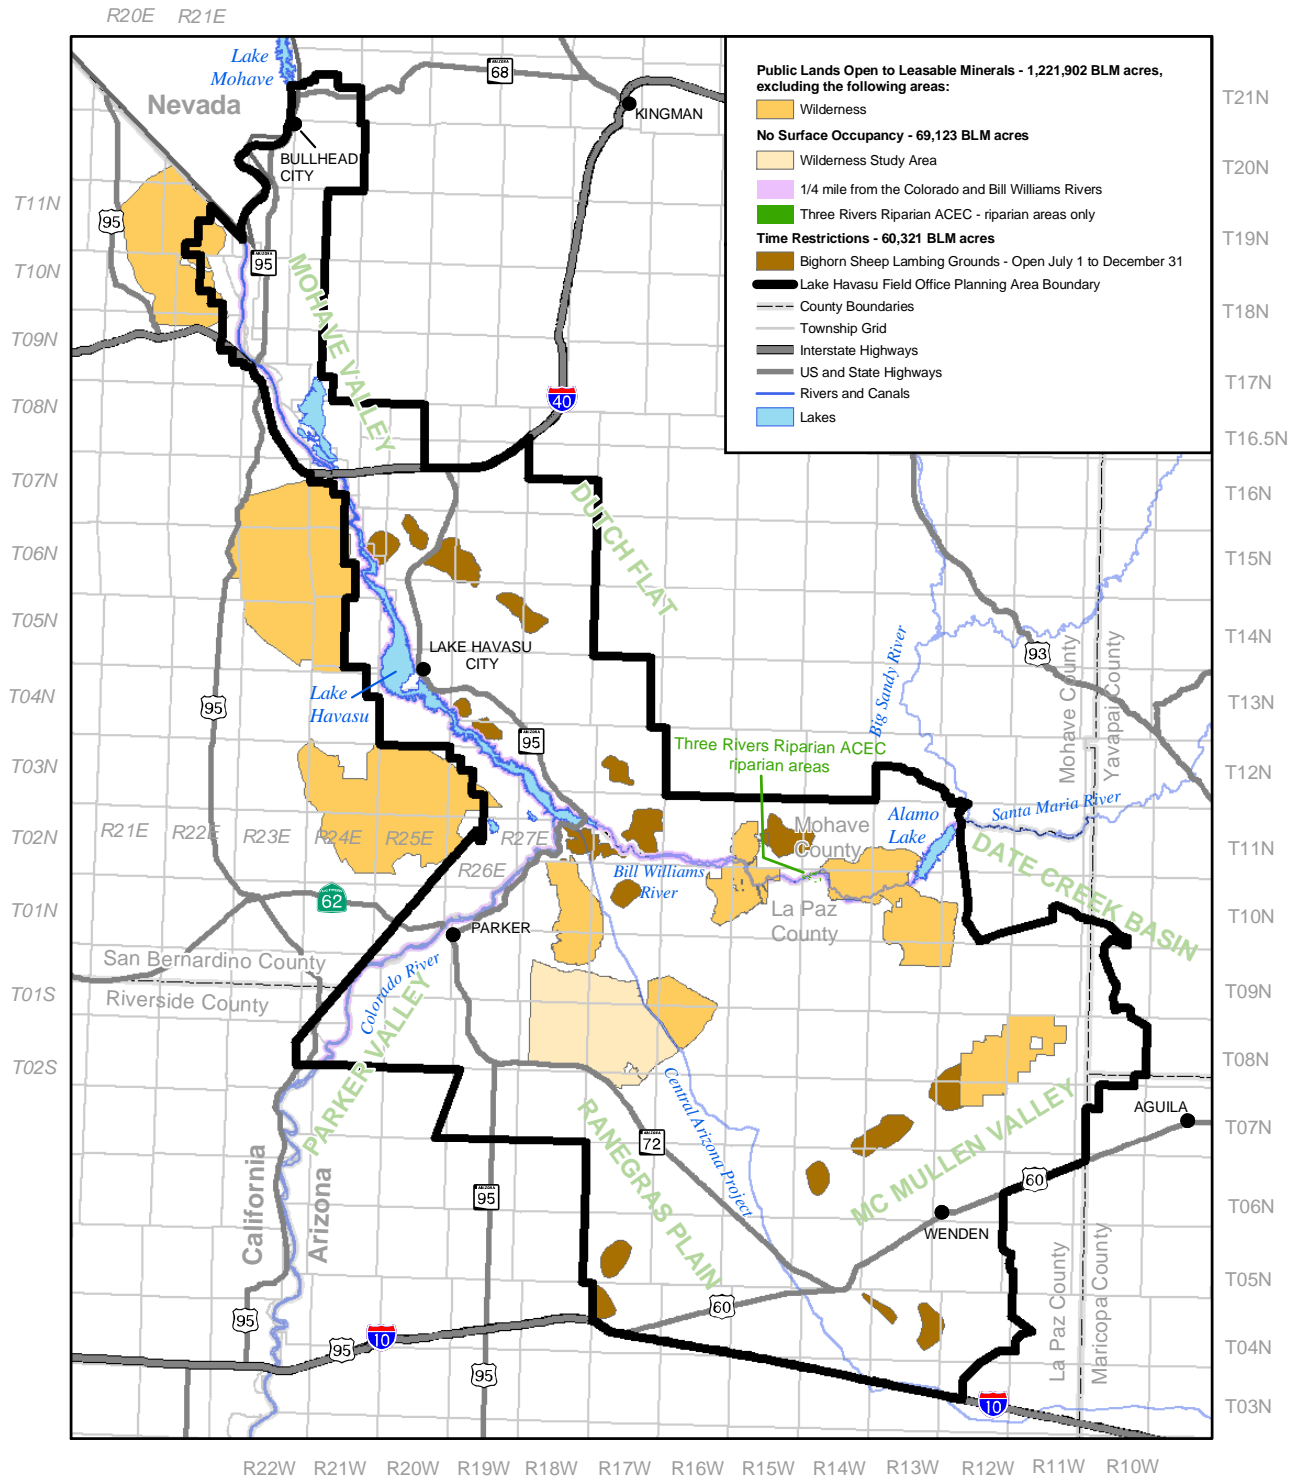 R20E R21E
Lake
Mohave
Nevada
68
KINGMAN
BULLHEAD
CITY
Public Lands Open to Leasable Minerals - 1,221,902 BLM acres,
excluding the following areas:
Wilderness
No Surface Occupancy - 69,123 BLM acres
Wilderness Study Area
1/4 mile from the Colorado and Bill Williams Rivers
Three Rivers Riparian ACEC - riparian areas only
Time Restrictions - 60,321 BLM acres
Bighorn Sheep Lambing Grounds - Open July 1 to December 31
Lake Havasu Field Office Planning Area Boundary
County Boundaries
Township Grid
Interstate Highways
US and State Highways
Rivers and Canals
Lakes
T21N
T20N
T19N
T18N
T17N
T16.5N
T16N
T15N
T14N
T13N
T12N
T11N
T10N
T09N
T08N
T07N
T06N
T05N
T04N
T03N
T11N
T10N
T09N
T08N
T07N
T06N
T05N
T04N
T03N
T02N
T01N
T01S
T02S
95
ARIZONA
95
MOHAVE VALLEY
40
DUTCH FLAT
LAKE HAVASU
CITY
Lake
Havasu
95
ARIZONA
95
93
Big Sandy River
Mohave County
Yavapai County
Three Rivers Riparian ACEC
riparian areas
Santa Maria River
Alamo
Lake
Mohave
County
DATE CREEK BASIN
R21E R22E R23E R24E R25E R27E
R26E
Bill Williams
River
La Paz
County
62
PARKER
San Bernardino County
Riverside County
Colorado River
PARKER VALLEY
Central Arizona Project
RANEGRAS PLAIN
72
MC MULLEN VALLEY
AGUILA
60
WENDEN
California
Arizona
95
60
La Paz County
Maricopa County
95
10
95
95
10
R22W R21W R20W R19W R18W R17W R16W R15W R14W R13W R12W R11W R10W